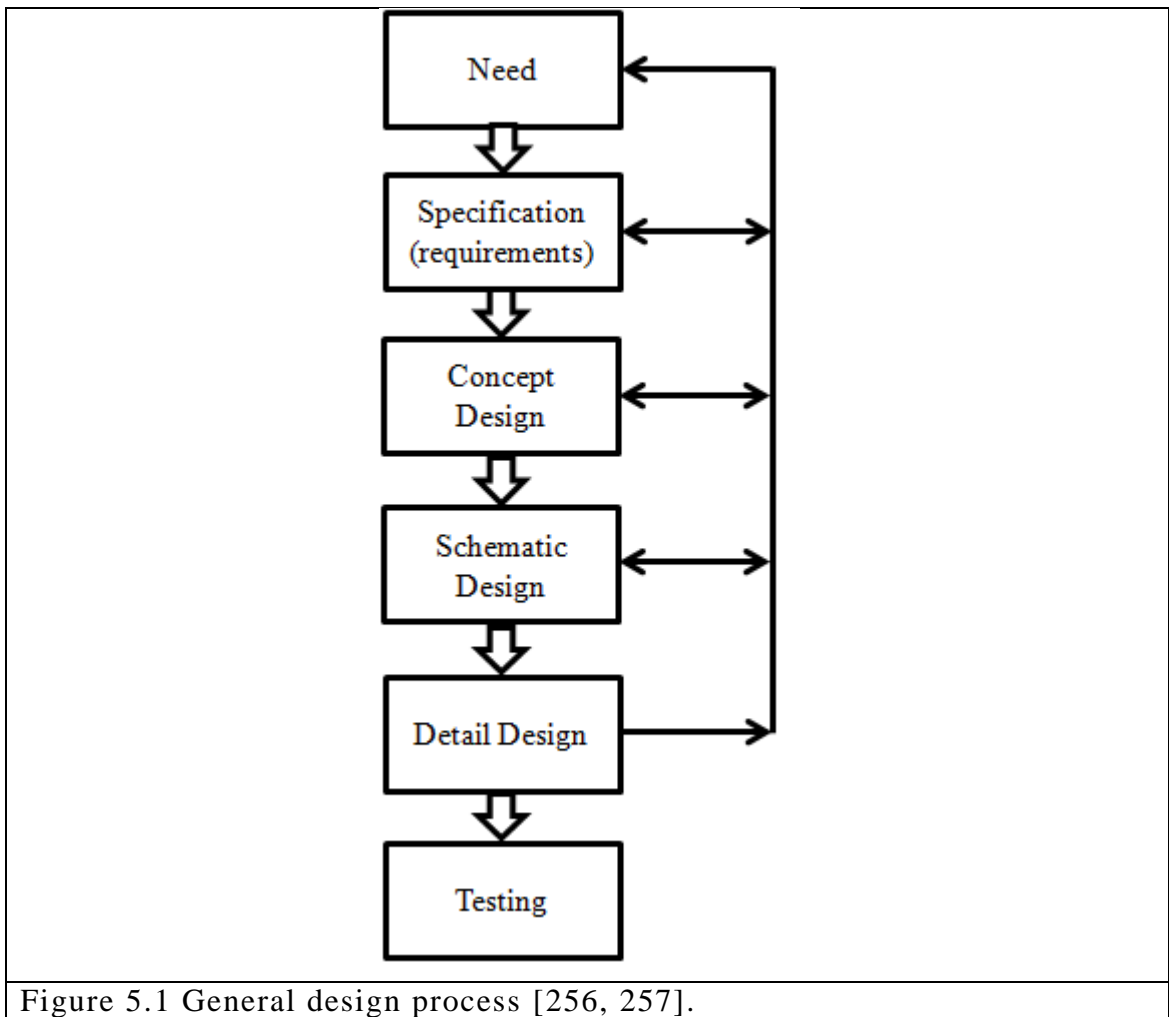 Need
Specification
(requirements)
Concept
Design
Schematic
Design
Detail Design
Testing
Figure 5.1 General design process [256, 257].